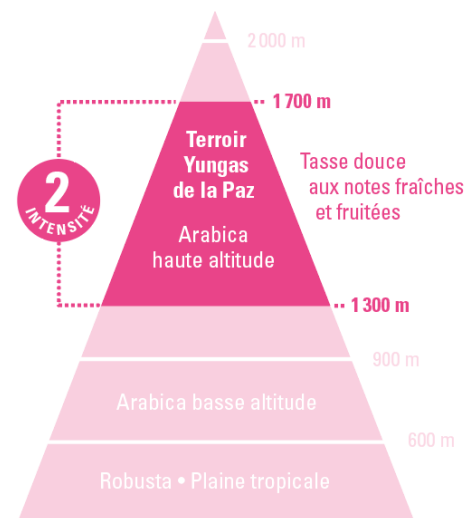 2 000 m
1 700 m
Terroir
Yungas
de la Paz
Arabica
haute altitude
2
INTENSITÉ
Tasse douce
aux notes fraîches
et fruitées
1 300 m
900 m
Arabica basse altitude
600 m
Robusta • Plaine tropicale